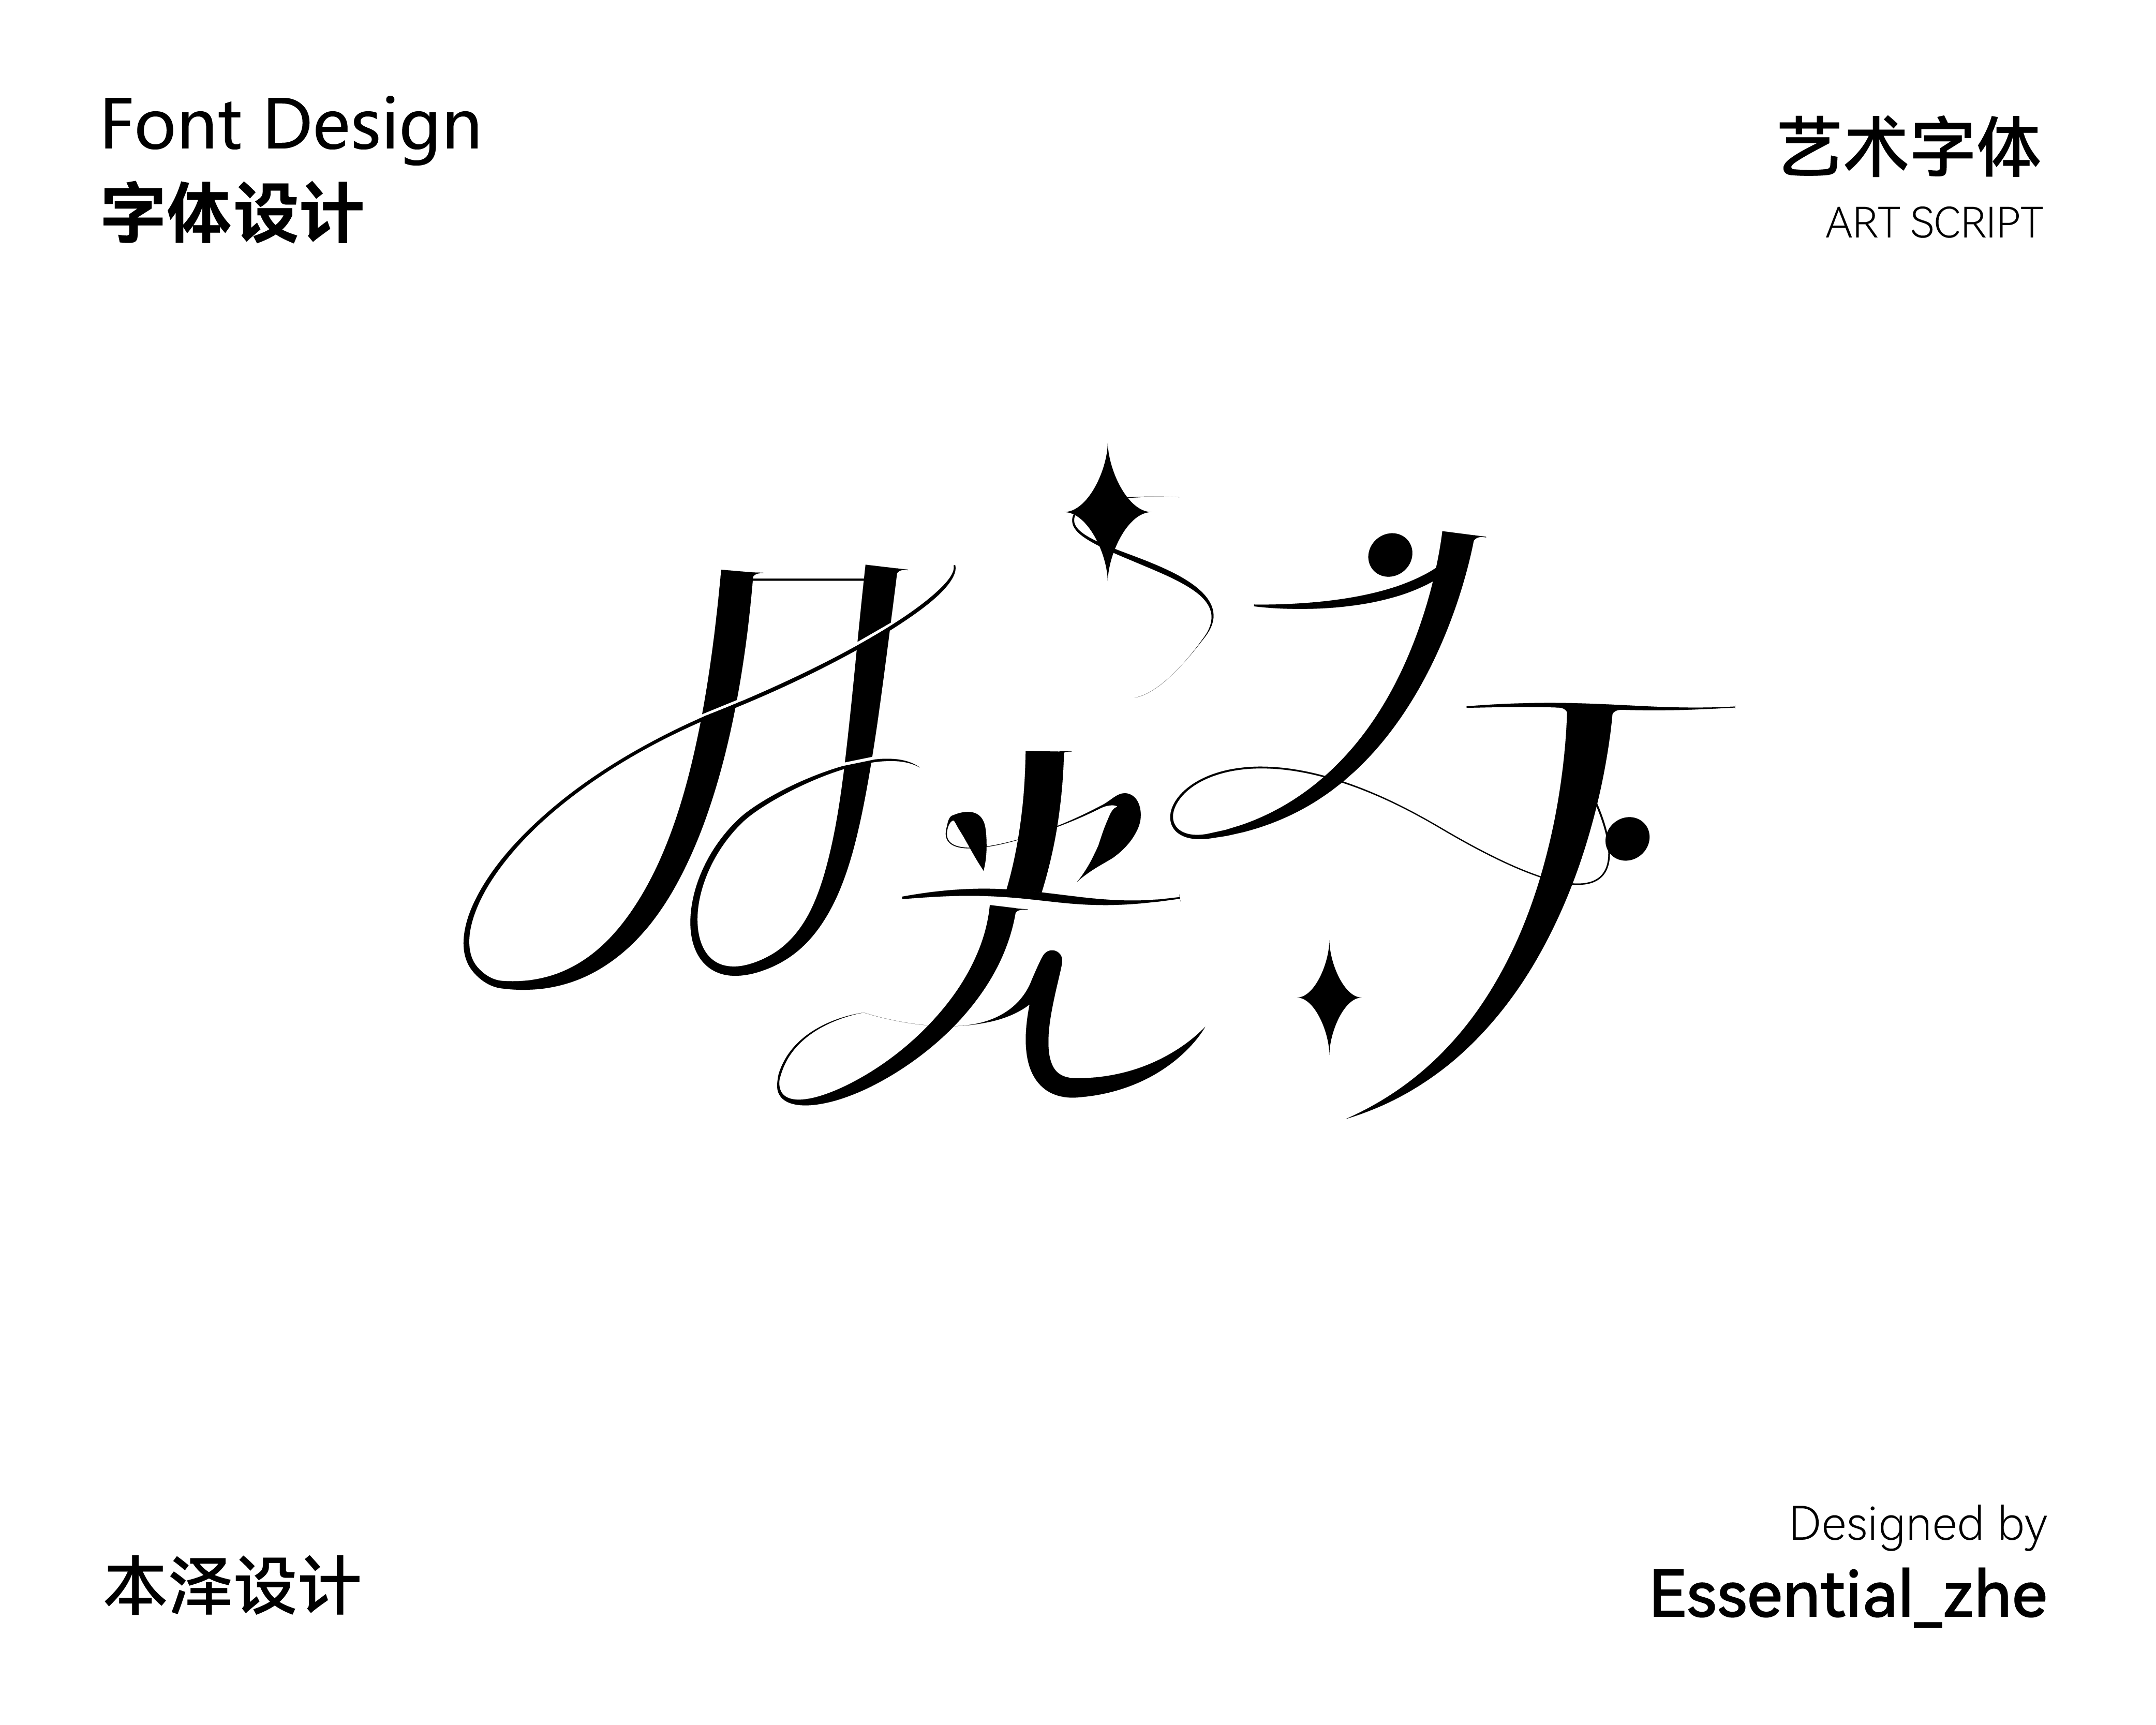 Font Design
字体设计
艺术字体
ART SCRIPT
月光之下
本泽设计
Designed by
Essential_zhe